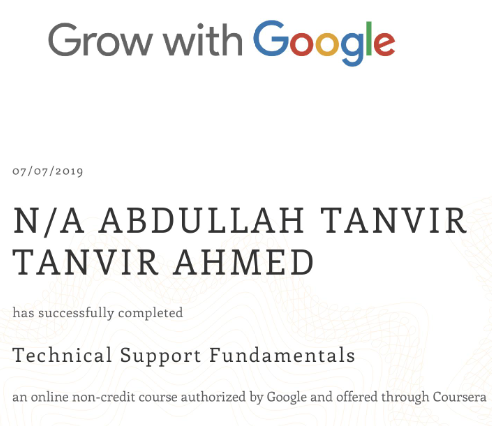 Grow with Google
07/07/2019
N/A ABDULLAH TANVIR
TANVIR AHMED
has successfully completed
Technical Support Fundamentals
an online non-credit course authorized by Google and offered through Coursera